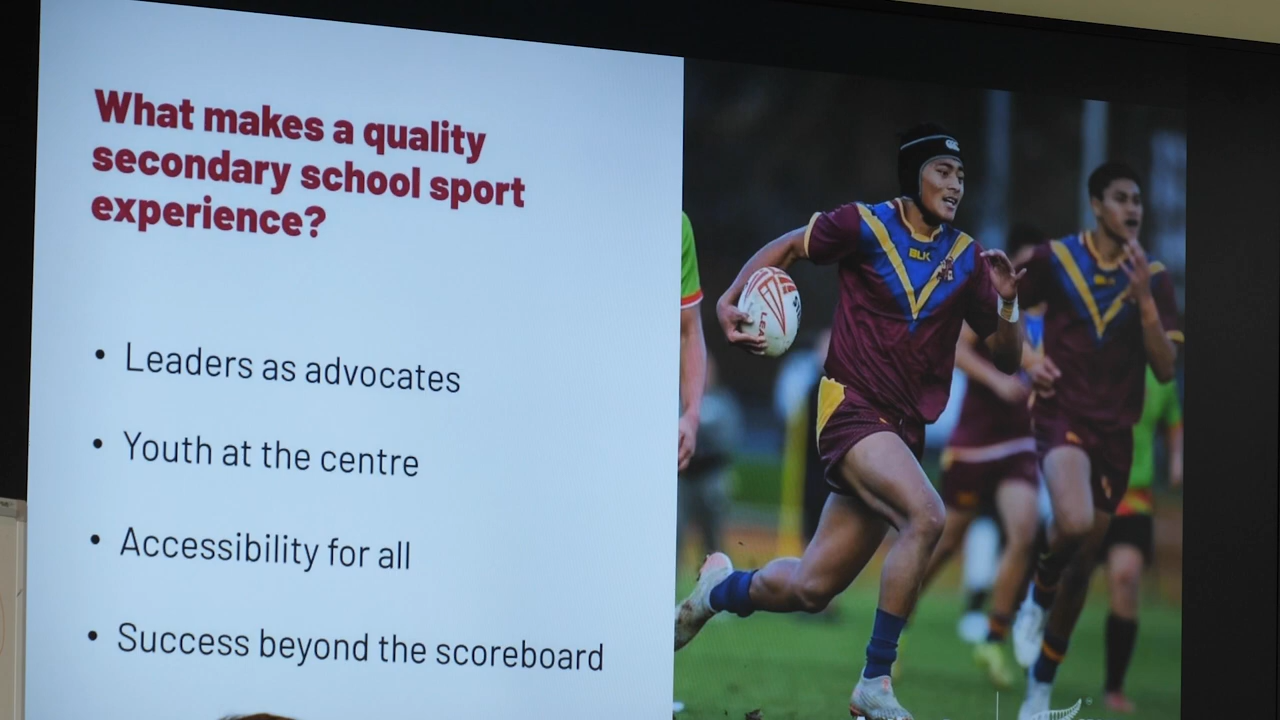 What makes a quality
secondary school sport
experience?
• Leaders as advocates
• Youth at the centre
• Accessibility for all
• Success beyond the scoreboard
BLK